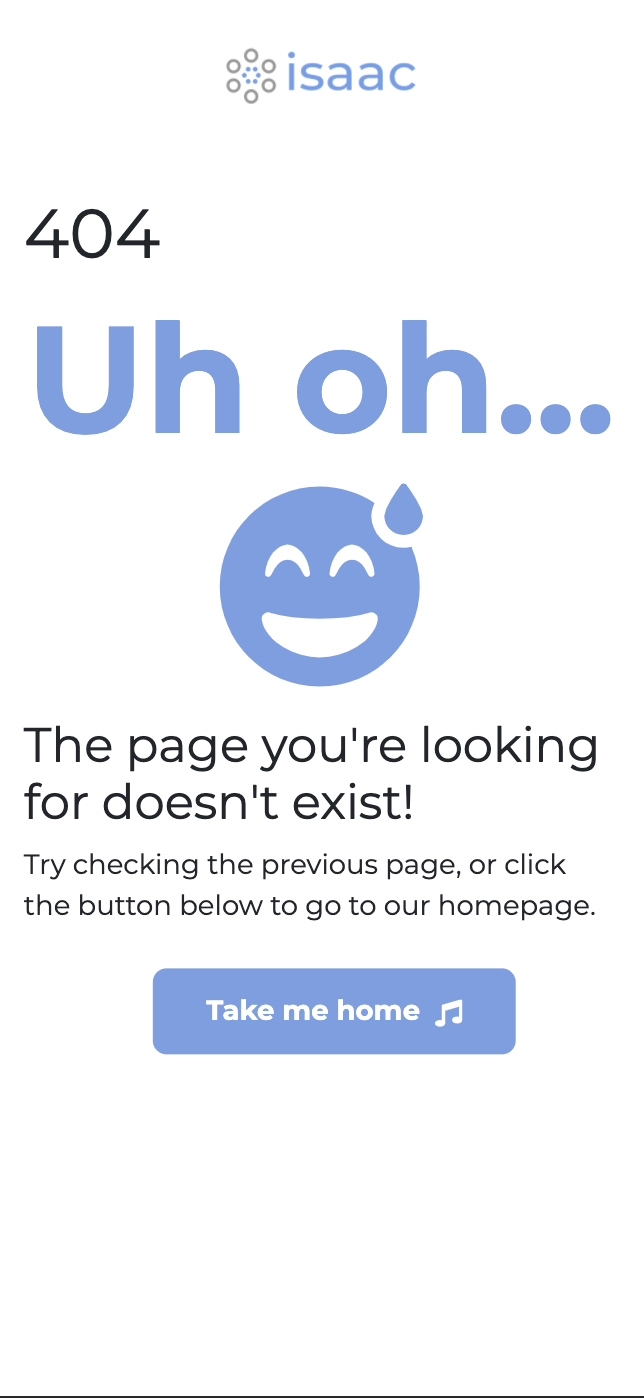 isaac
404
Uh oh...
The page you're looking
for doesn't exist!
Try checking the previous page, or click
the button below to go to our homepage.
Take me home